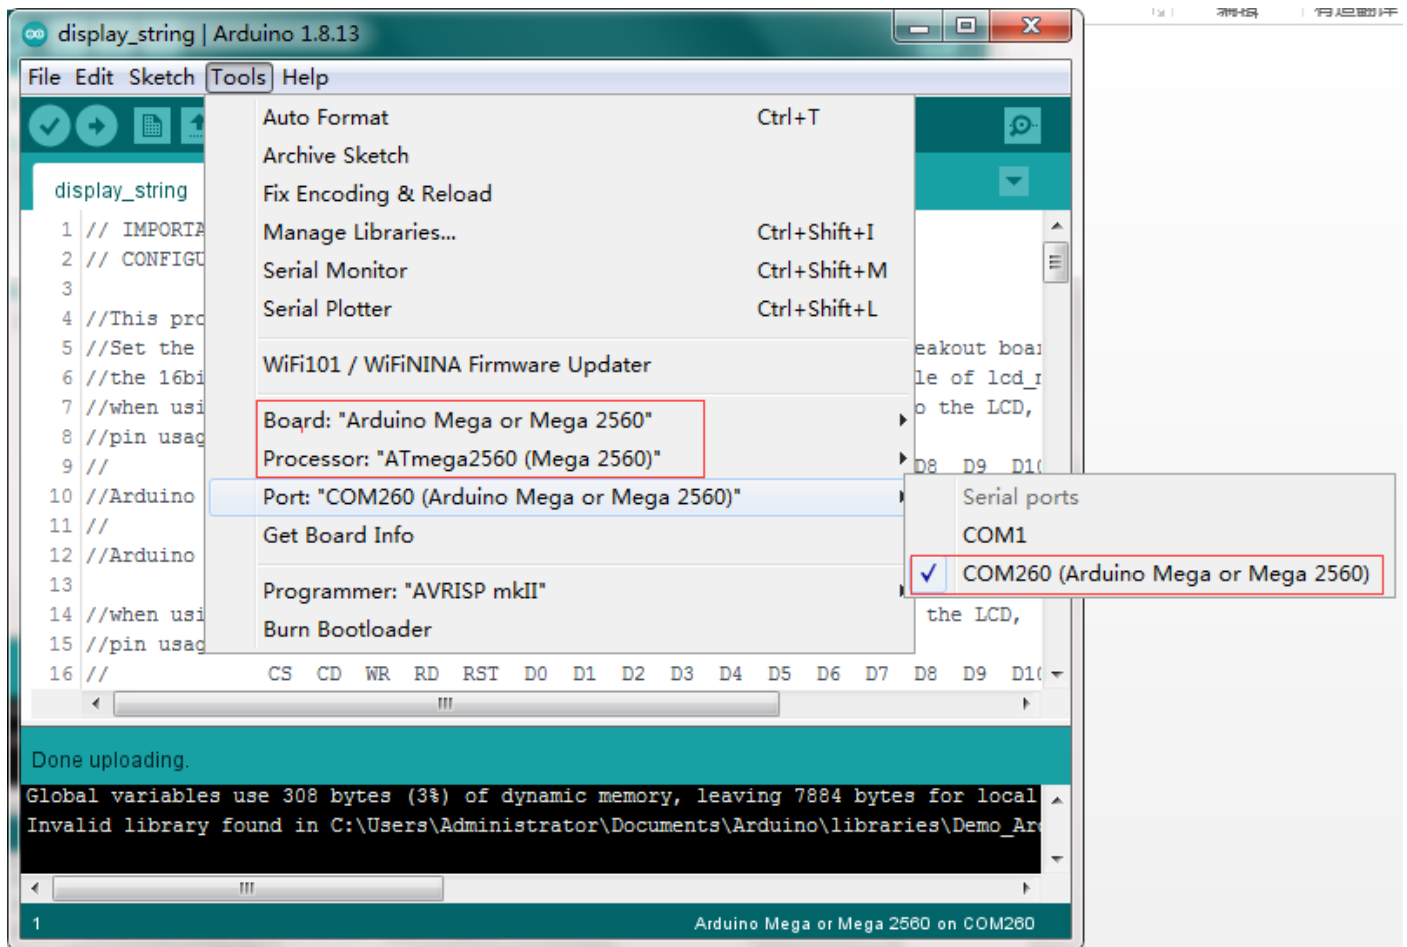 display_string | Arduino 1.8.13
File Edit Sketch Tools Help
display_string
Auto Format Ctrl+T
Archive Sketch
Fix Encoding & Reload
Manage Libraries... Ctrl+Shift+I
Serial Monitor Ctrl+Shift+M
Serial Plotter Ctrl+Shift+L
WiFi101 / WiFiNINA Firmware Updater
Board: "Arduino Mega or Mega 2560"
Processor: "ATmega2560 (Mega 2560)"
Port: "COM260 (Arduino Mega or Mega 2560)"
Get Board Info
Programmer: "AVRISP mkII"
Burn Bootloader
Serial ports
COM1
COM260 (Arduino Mega or Mega 2560)
1 // IMPORTA
2 // CONFIGU
3
4 //This pro
5 //Set the eakout boar
6 //the 16bi le of lcd_
7 //when usi o the LCD,
8 //pin usag
9 // D8 D9 D10
10 //Arduino
11 //
12 //Arduino
13
14 //when usi the LCD,
15 //pin usag
16 // CS CD WR RD RST D0 D1 D2 D3 D4 D5 D6 D7 D8 D9 D10
Done uploading.
Global variables use 308 bytes (3%) of dynamic memory, leaving 7884 bytes for local
Invalid library found in C:\Users\Administrator\Documents\Arduino\libraries\Demo_Ar
1 Arduino Mega or Mega 2560 on COM260